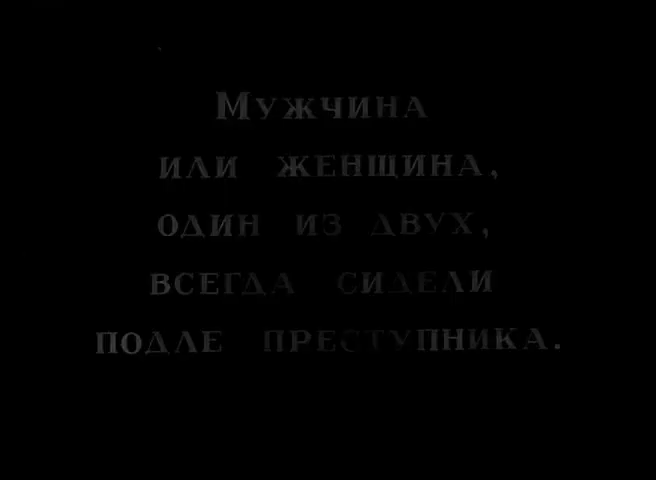 Мужчина
или женщина,
один из двух,
всегда сидели
подле преступника.